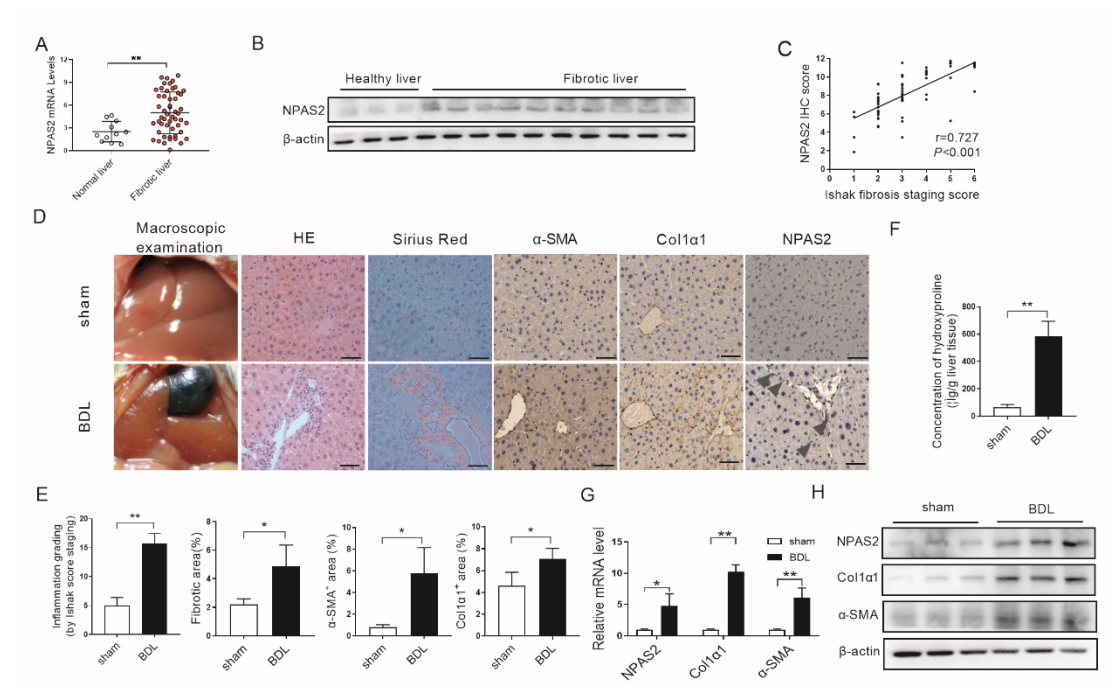 A
**
NPAS2 mRNA Levels
12
9
6
3
0
Normal liver
Fibrotic liver
B
Healthy liver
Fibrotic liver
NPAS2
β-actin
C
NPAS2 IHC score
12
10
8
6
4
2
0
0
1
2
3
4
5
6
r=0.727
P<0.001
Ishak fibrosis staging score
D
Macroscopic
examination
HE
Sirius Red
α-SMA
Col1α1
NPAS2
sham
BDL
F
Concentration of hydroxyproline
(¦Ìg/g liver tissue)
800
600
400
200
0
**
sham
BDL
E
Inflammation grading
(by Ishak score staging)
20
15
10
5
0
**
sham
BDL
Fibrotic area(%)
8
6
4
2
0
*
sham
BDL
α-SMA⁺ area (%)
10
8
6
4
2
0
*
sham
BDL
Col1α1⁺ area (%)
10
8
6
4
2
0
*
sham
BDL
G
Relative mRNA level
15
10
5
0
sham
BDL
*
**
**
NPAS2
Col1α1
α-SMA
H
sham
BDL
NPAS2
Col1α1
α-SMA
β-actin